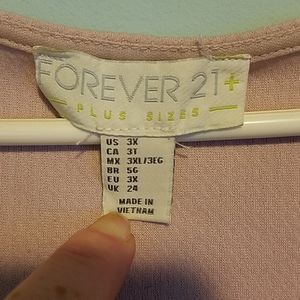 FOREVER 21+
PLUS SIZES
US 3X
CA 3T
MX 3XL/3EG
BR 5G
EU 3X
UK 24
MADE IN
VIETNAM